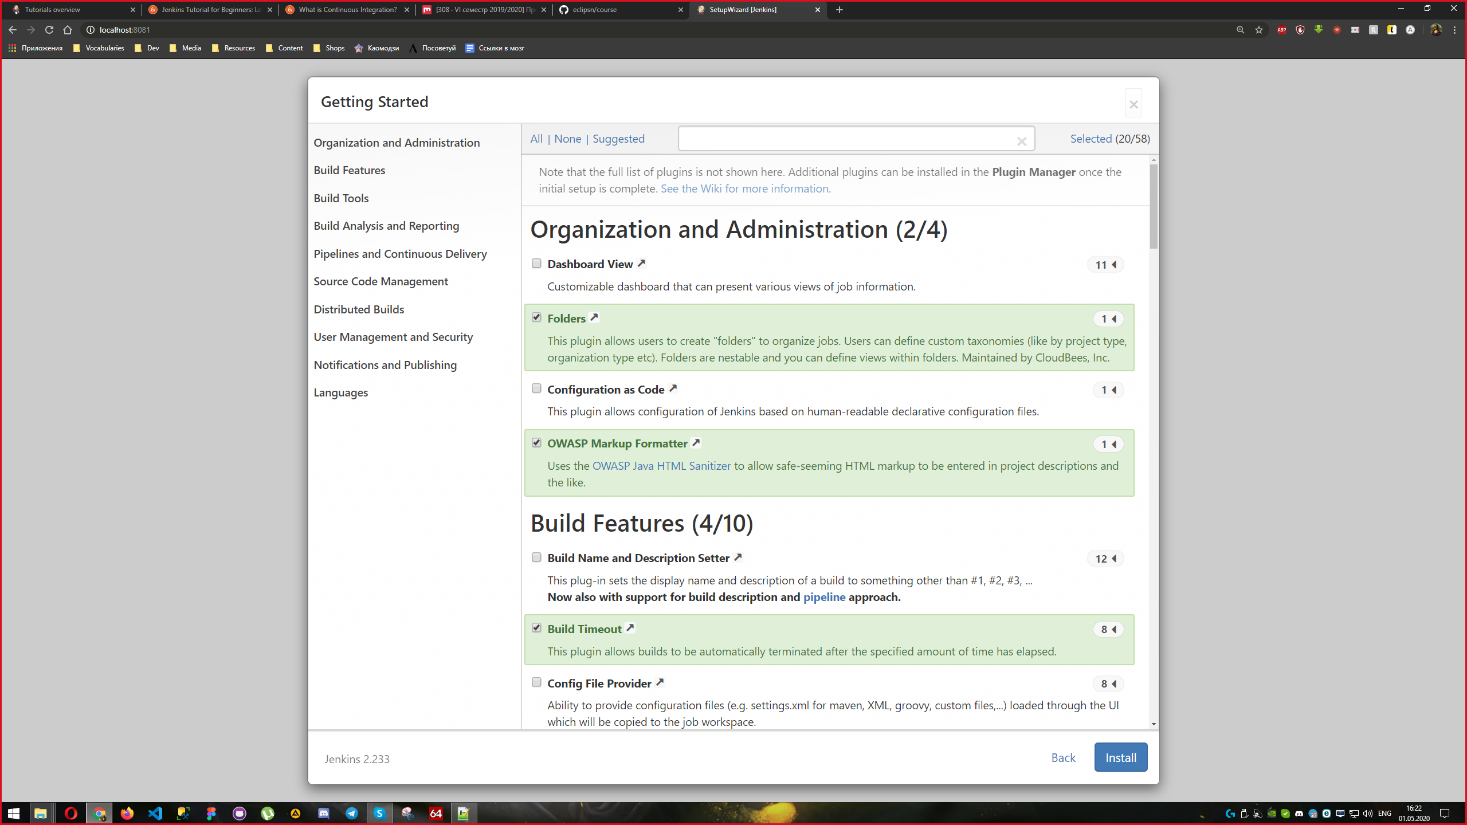 Tutorials overview
Jenkins Tutorial for Beginners: La
What is Continuous Integration?
[308 - VI семестр 2019/2020] Пр
eclipsn/course
SetupWizard [Jenkins]
localhost:8081
Приложения
Vocabularies
Dev
Media
Resources
Content
Shops
Каомодзи
Посоветуй
Ссылки в мозг
Getting Started
Organization and Administration
Build Features
Build Tools
Build Analysis and Reporting
Pipelines and Continuous Delivery
Source Code Management
Distributed Builds
User Management and Security
Notifications and Publishing
Languages
All | None | Suggested
Selected (20/58)
Note that the full list of plugins is not shown here. Additional plugins can be installed in the Plugin Manager once the
initial setup is complete. See the Wiki for more information.
Organization and Administration (2/4)
Dashboard View
11
Customizable dashboard that can present various views of job information.
Folders
1
This plugin allows users to create "folders" to organize jobs. Users can define custom taxonomies (like by project type,
organization type etc). Folders are nestable and you can define views within folders. Maintained by CloudBees, Inc.
Configuration as Code
1
This plugin allows configuration of Jenkins based on human-readable declarative configuration files.
OWASP Markup Formatter
1
Uses the OWASP Java HTML Sanitizer to allow safe-seeming HTML markup to be entered in project descriptions and
the like.
Build Features (4/10)
Build Name and Description Setter
12
This plug-in sets the display name and description of a build to something other than #1, #2, #3, ...
Now also with support for build description and pipeline approach.
Build Timeout
8
This plugin allows builds to be automatically terminated after the specified amount of time has elapsed.
Config File Provider
8
Ability to provide configuration files (e.g. settings.xml for maven, XML, groovy, custom files,...) loaded through the UI
which will be copied to the job workspace.
Jenkins 2.233
Back
Install
64
ENG
16:22
01.05.2020